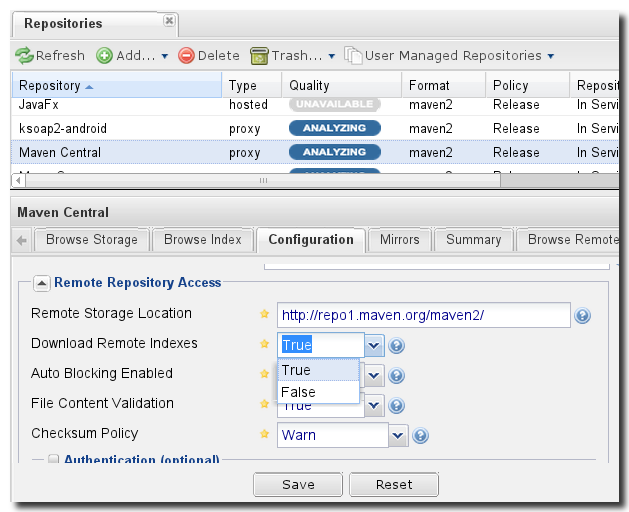 Repositories
Refresh Add... Delete Trash... User Managed Repositories
Repository Type Quality Format Policy Reposit
JavaFx hosted UNAVAILABLE maven2 Release In Servi
ksoap2-android proxy ANALYZING maven2 Release In Servi
Maven Central proxy ANALYZING maven2 Release In Servi
Maven Central
Browse Storage Browse Index Configuration Mirrors Summary Browse Remote
Remote Repository Access
Remote Storage Location http://repo1.maven.org/maven2/
Download Remote Indexes True
True
Auto Blocking Enabled
False
File Content Validation True
Checksum Policy Warn
Authentication (optional)
Save Reset